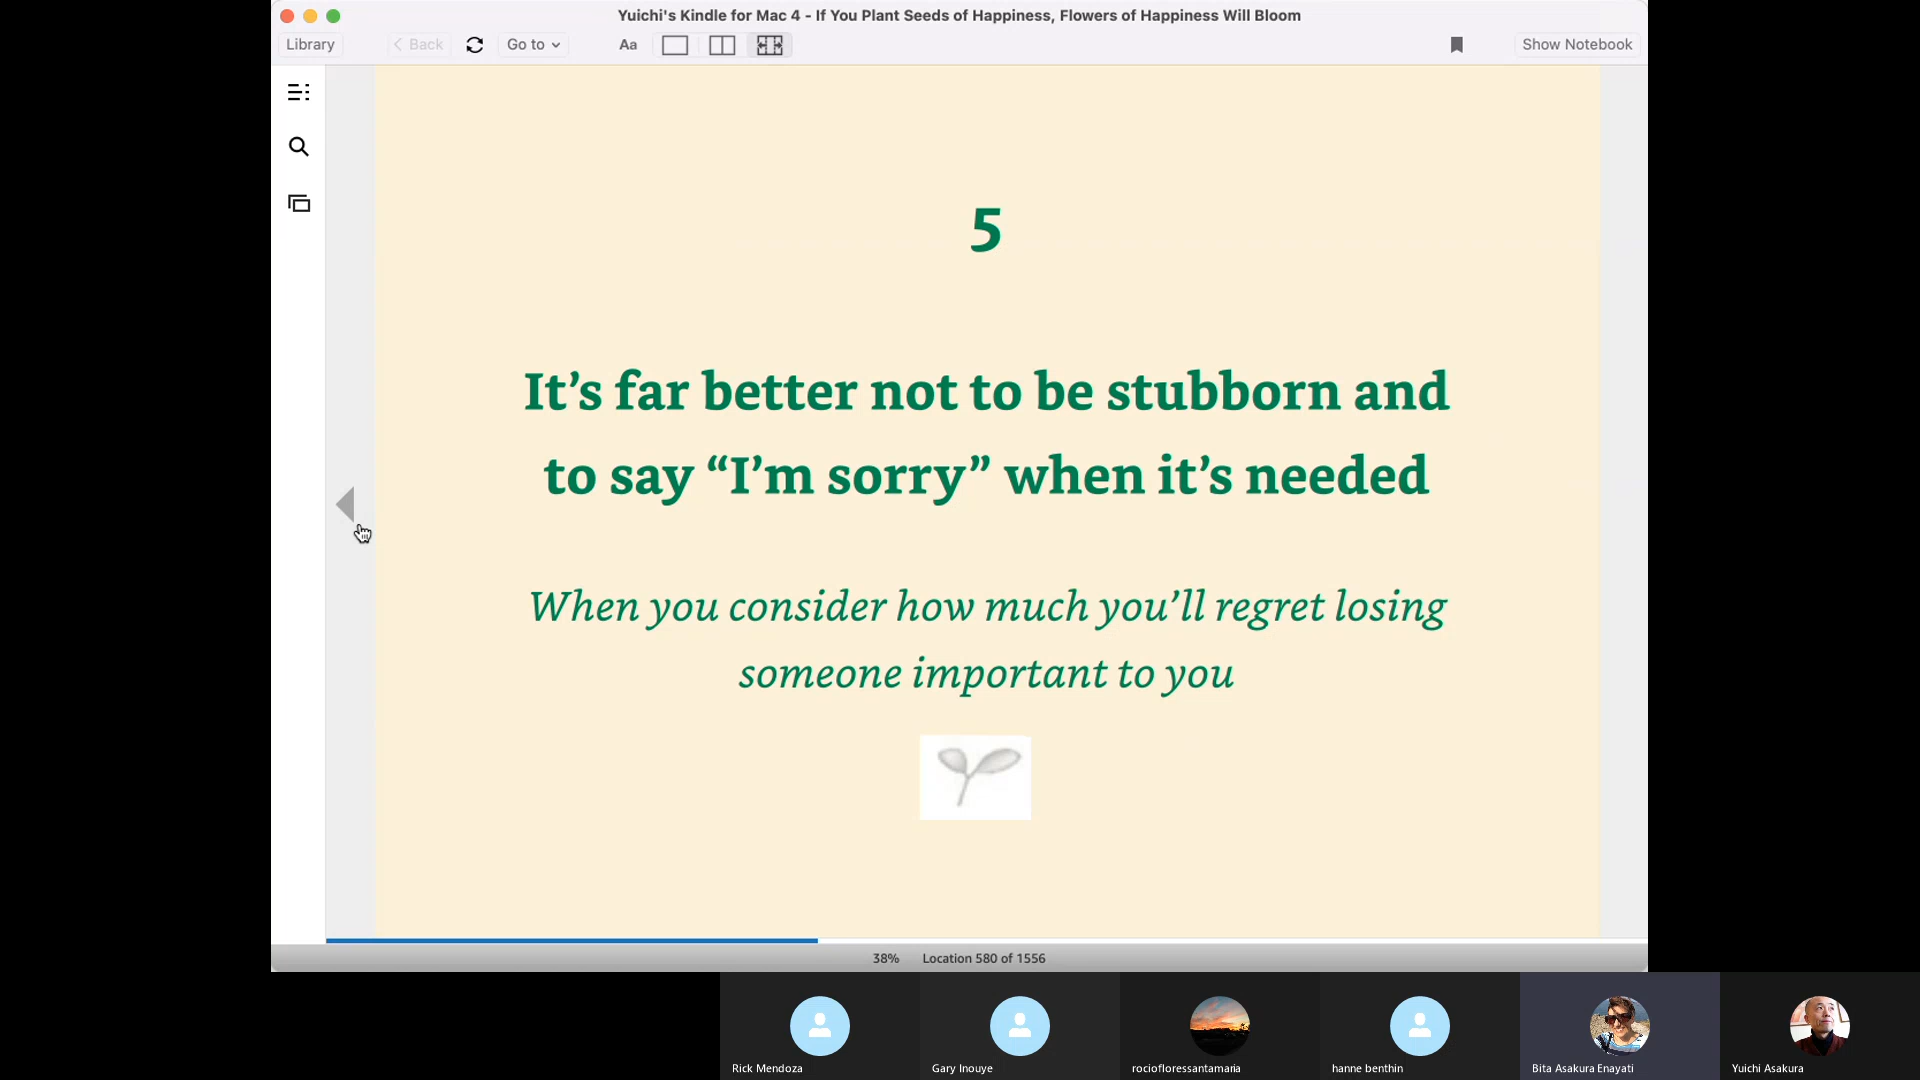 Yuichi's Kindle for Mac 4 - If You Plant Seeds of Happiness, Flowers of Happiness Will Bloom
Library
Back
Go to
Aa
Show Notebook
5
It’s far better not to be stubborn and
to say “I’m sorry” when it’s needed
When you consider how much you’ll regret losing
someone important to you
38% Location 580 of 1556
Rick Mendoza
Gary Inouye
rociofloressantamaria
hanne benthin
Bita Asakura Enayati
Yuichi Asakura